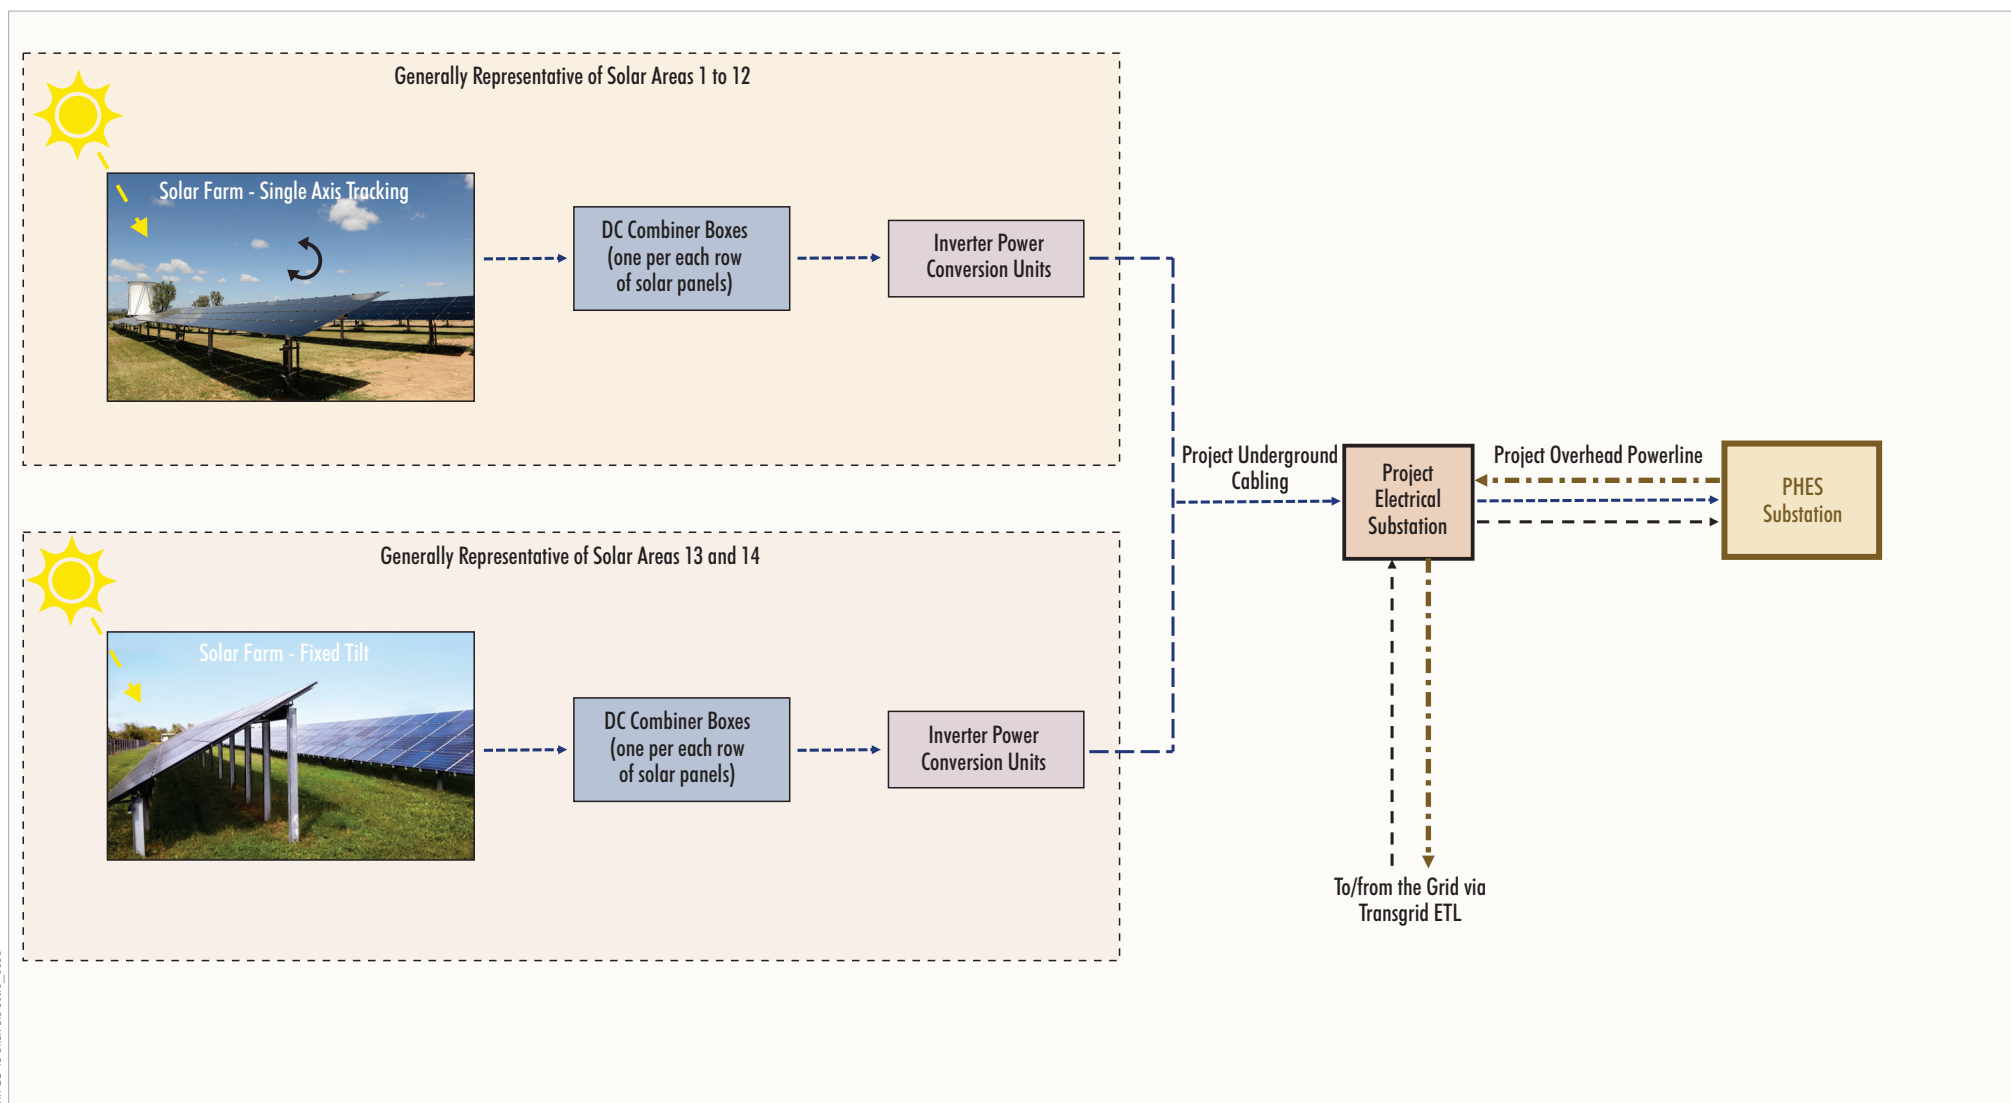 Generally Representative of Solar Areas 1 to 12
Solar Farm - Single Axis Tracking
DC Combiner Boxes
(one per each row
of solar panels)
Inverter Power
Conversion Units
Project Underground
Cabling
Project
Electrical
Substation
Project Overhead Powerline
PHES
Substation
To/from the Grid via
Transgrid ETL
Generally Representative of Solar Areas 13 and 14
Solar Farm - Fixed Tilt
DC Combiner Boxes
(one per each row
of solar panels)
Inverter Power
Conversion Units